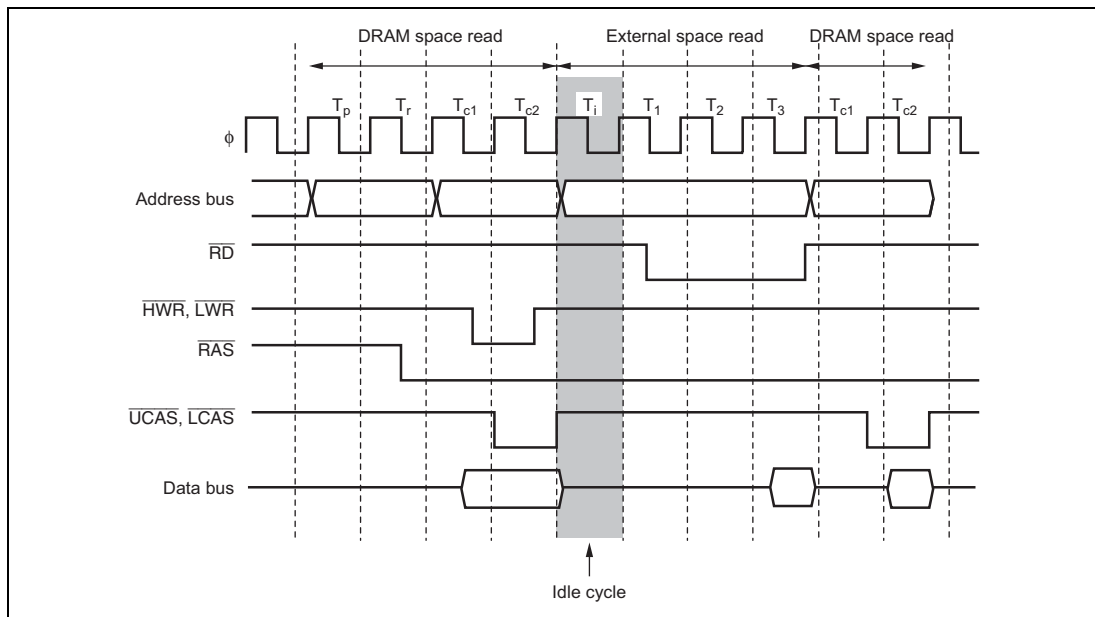 DRAM space read External space read DRAM space read
Tp Tr Tc1 Tc2 Ti T1 T2 T3 Tc1 Tc2
ϕ
Address bus
RD
HWR, LWR
RAS
UCAS, LCAS
Data bus
Idle cycle